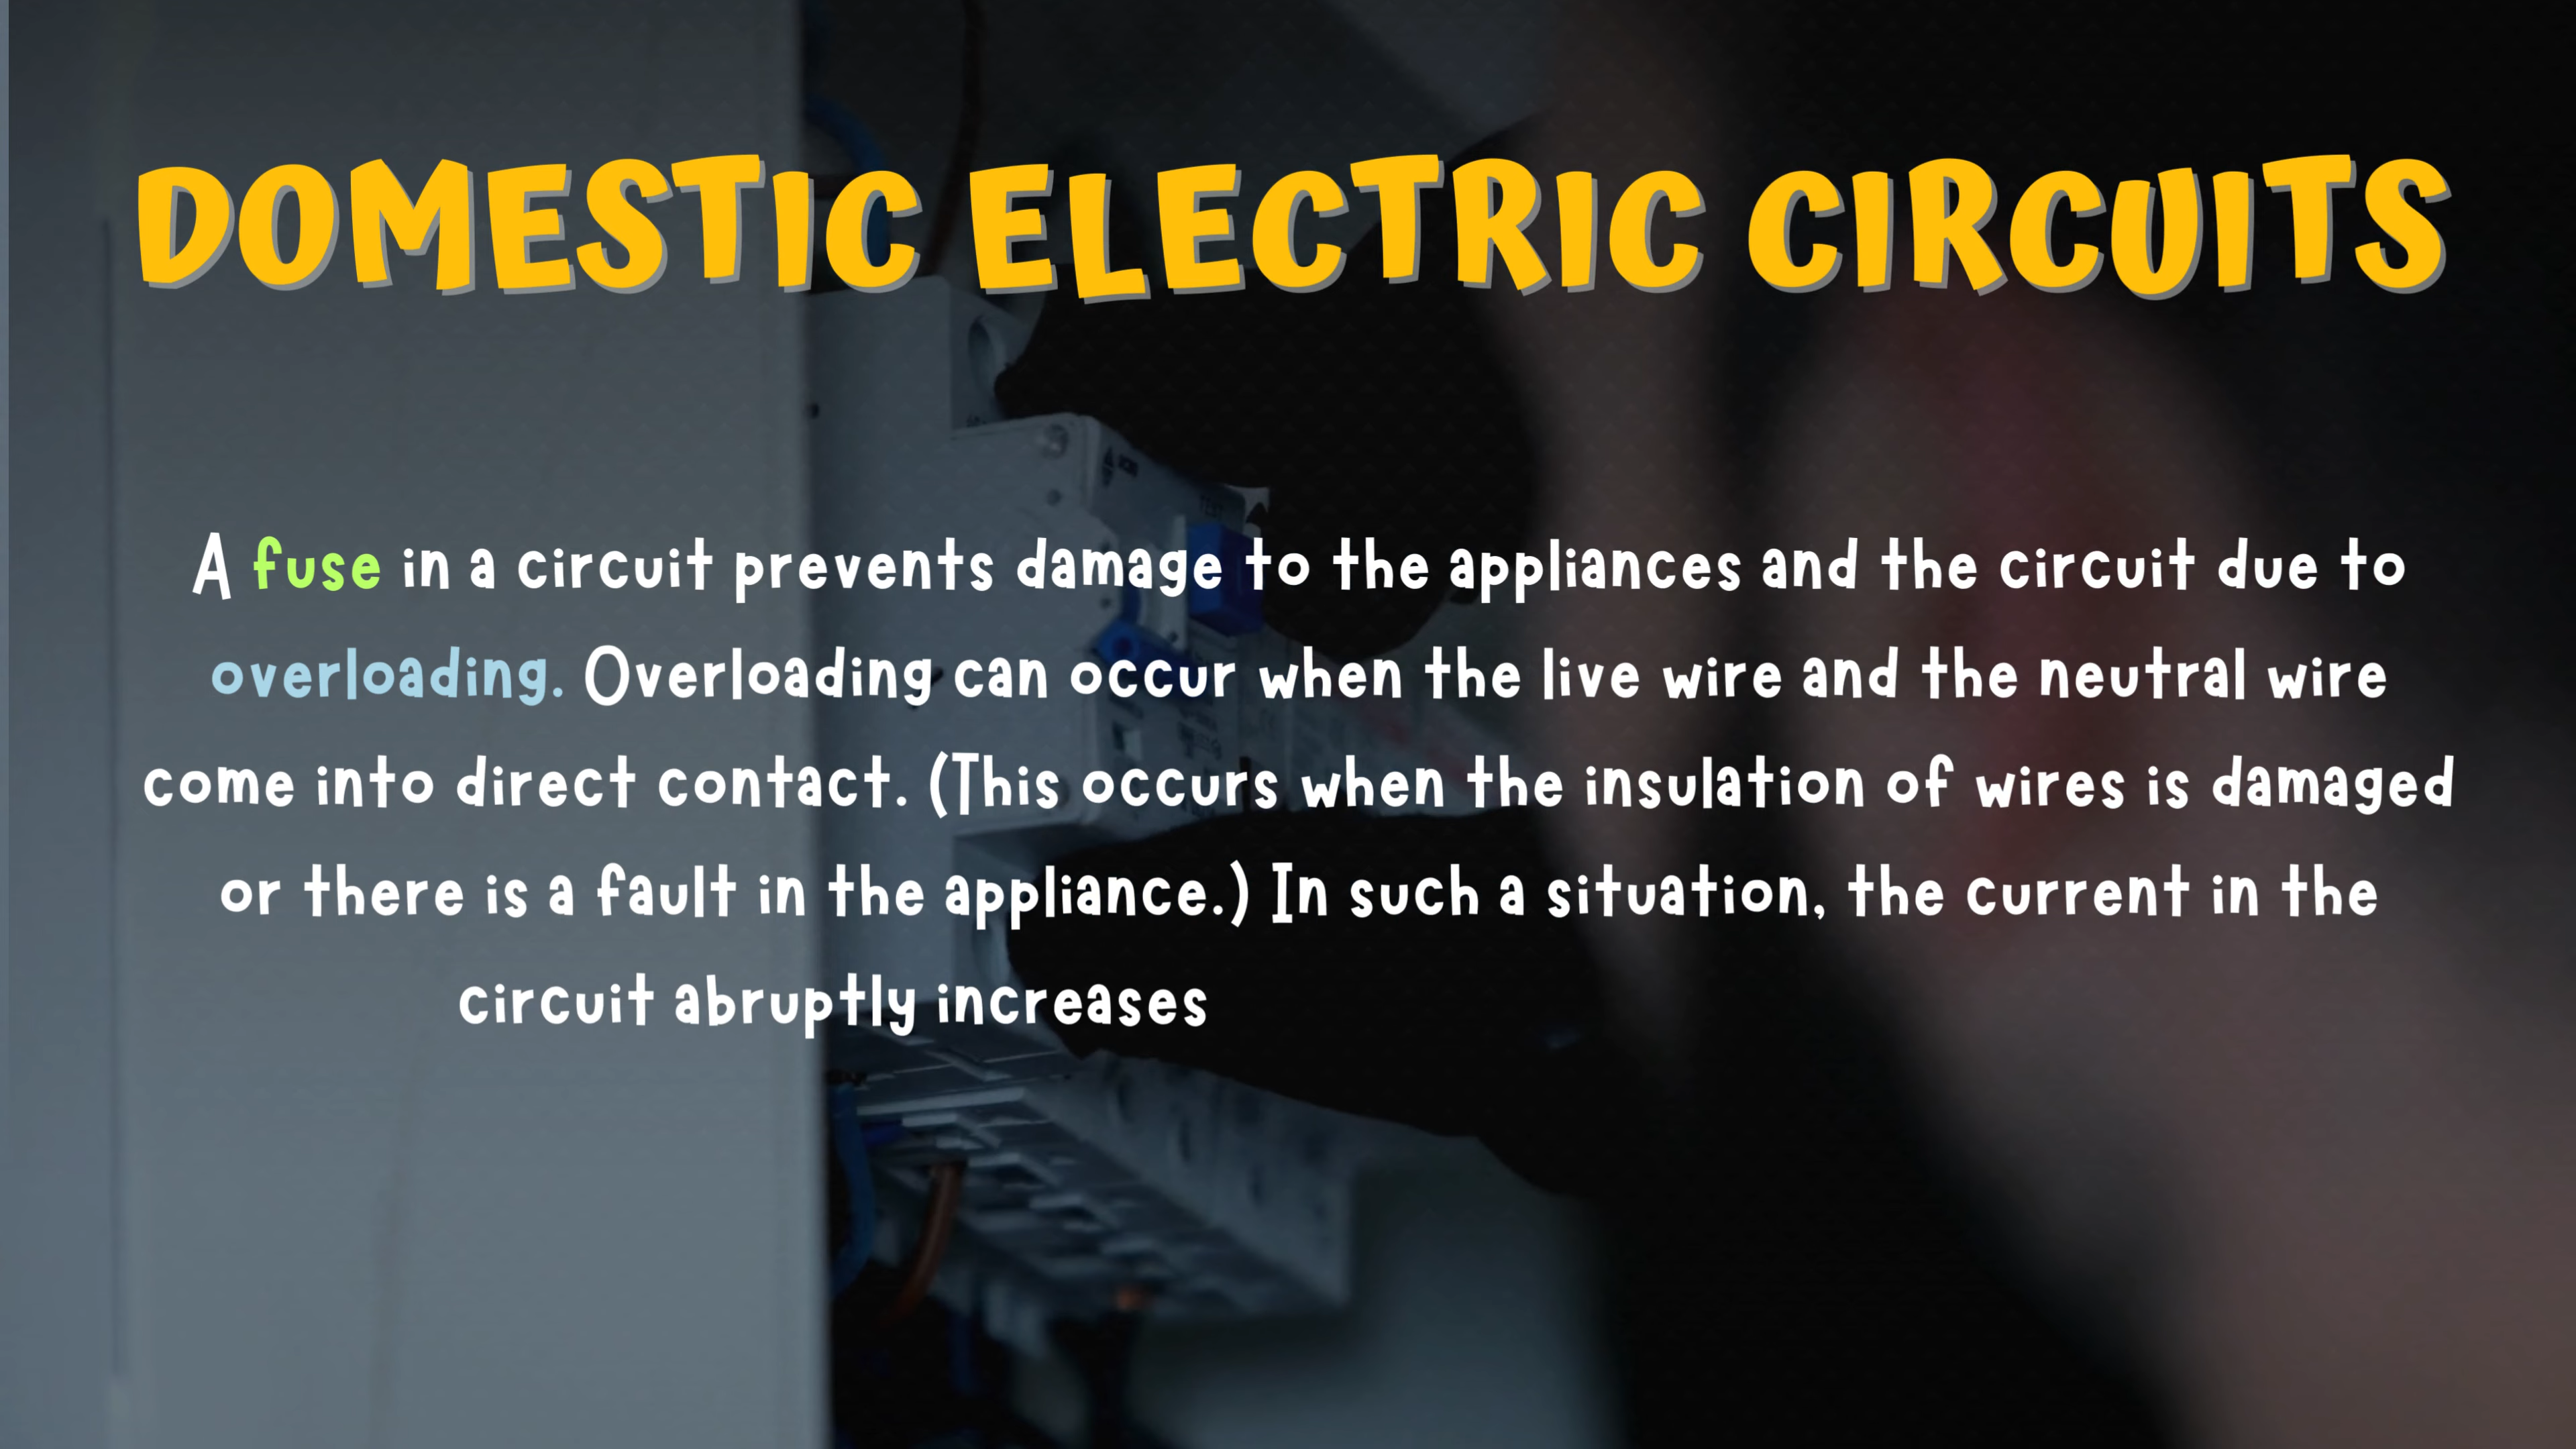 DOMESTIC ELECTRIC CIRCUITS
A fuse in a circuit prevents damage to the appliances and the circuit due to
overloading. Overloading can occur when the live wire and the neutral wire
come into direct contact. (This occurs when the insulation of wires is damaged
or there is a fault in the appliance.) In such a situation, the current in the
circuit abruptly increases